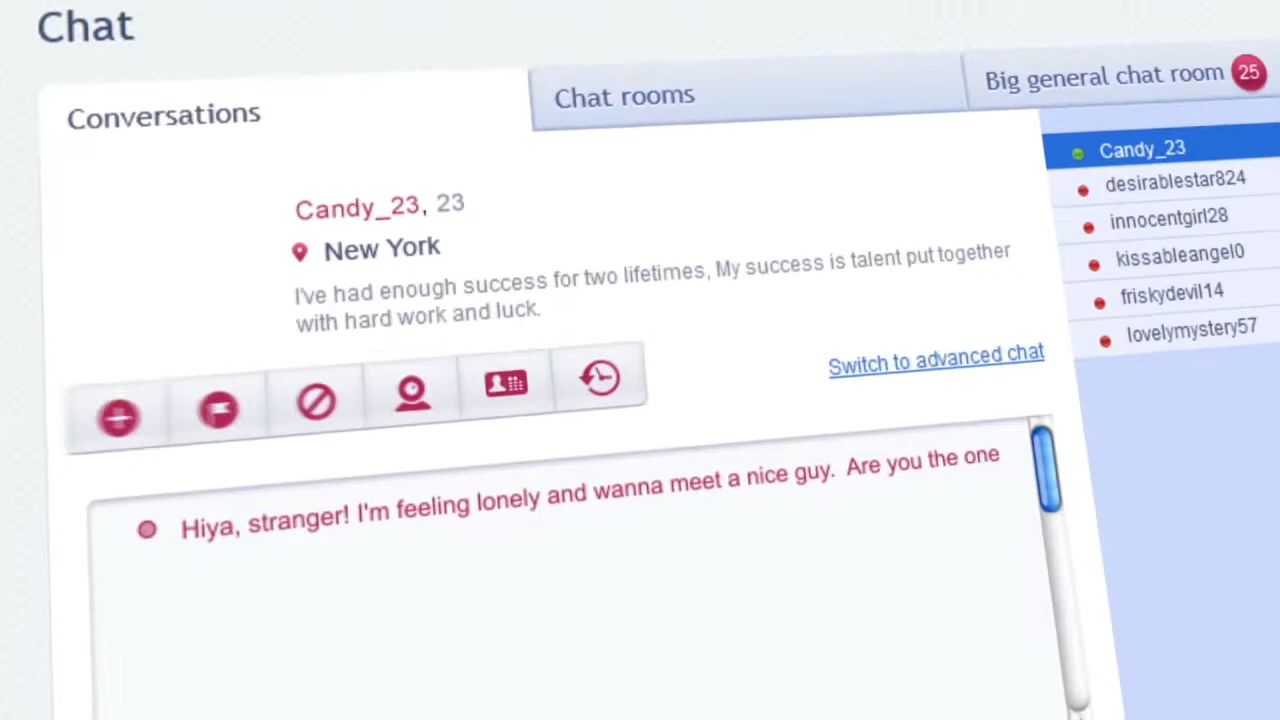 Chat
Conversations
Chat rooms
Big general chat room 25
Candy_23, 23
New York
I've had enough success for two lifetimes, My success is talent put together
with hard work and luck.
Switch to advanced chat
Hiya, stranger! I'm feeling lonely and wanna meet a nice guy. Are you the one
Candy_23
desirablestar824
innocentgirl28
kissableangel0
friskydevil14
lovelymystery57